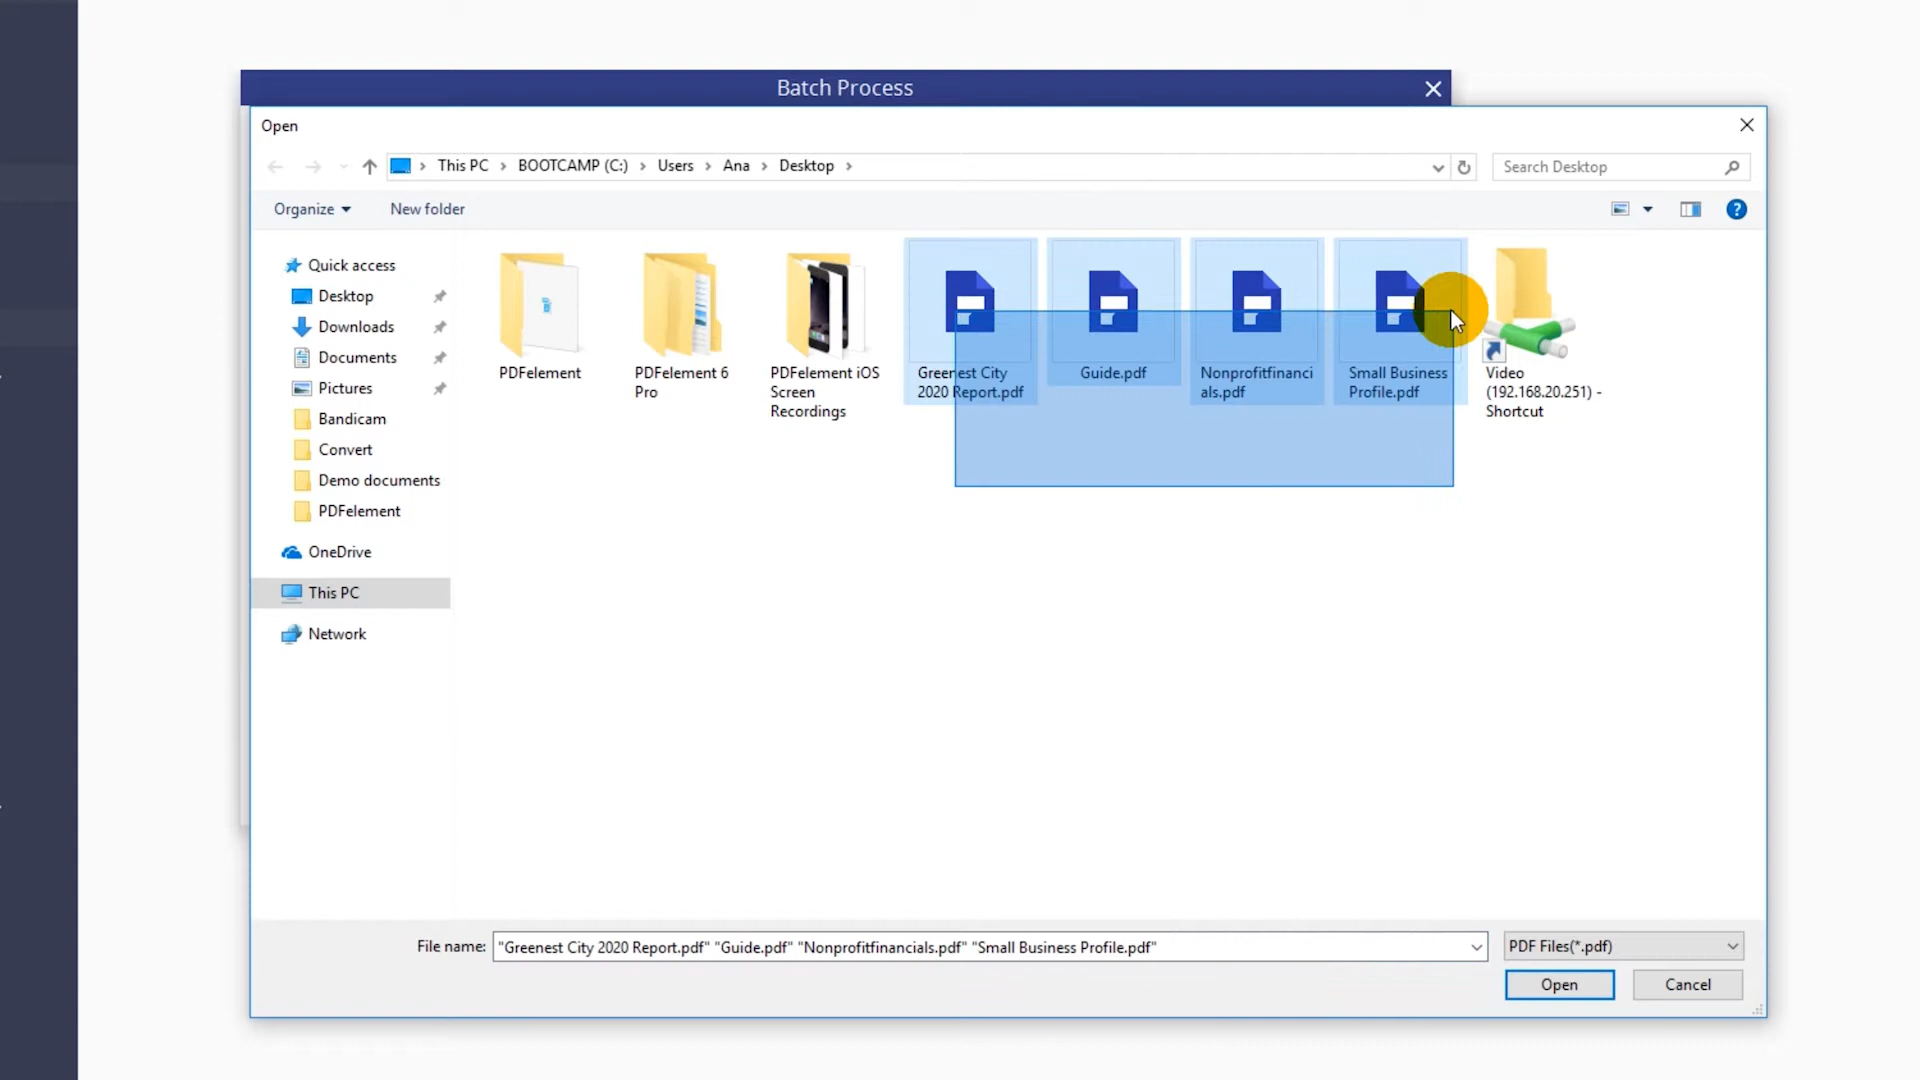 Batch Process
Open
This PC
BOOTCAMP (C:)
Users
Ana
Desktop
Search Desktop
Organize
New folder
?
Quick access
Desktop
Downloads
Documents
Pictures
Bandicam
Convert
Demo documents
PDFelement
OneDrive
This PC
Network
PDFelement
PDFelement 6
Pro
PDFelement iOS
Screen
Recordings
Greenest City
2020 Report.pdf
Guide.pdf
Nonprofitfinanci
als.pdf
Small Business
Profile.pdf
Video
(192.168.20.251) -
Shortcut
File name:
"Greenest City 2020 Report.pdf" "Guide.pdf" "Nonprofitfinancials.pdf" "Small Business Profile.pdf"
PDF Files(*.pdf)
Open
Cancel